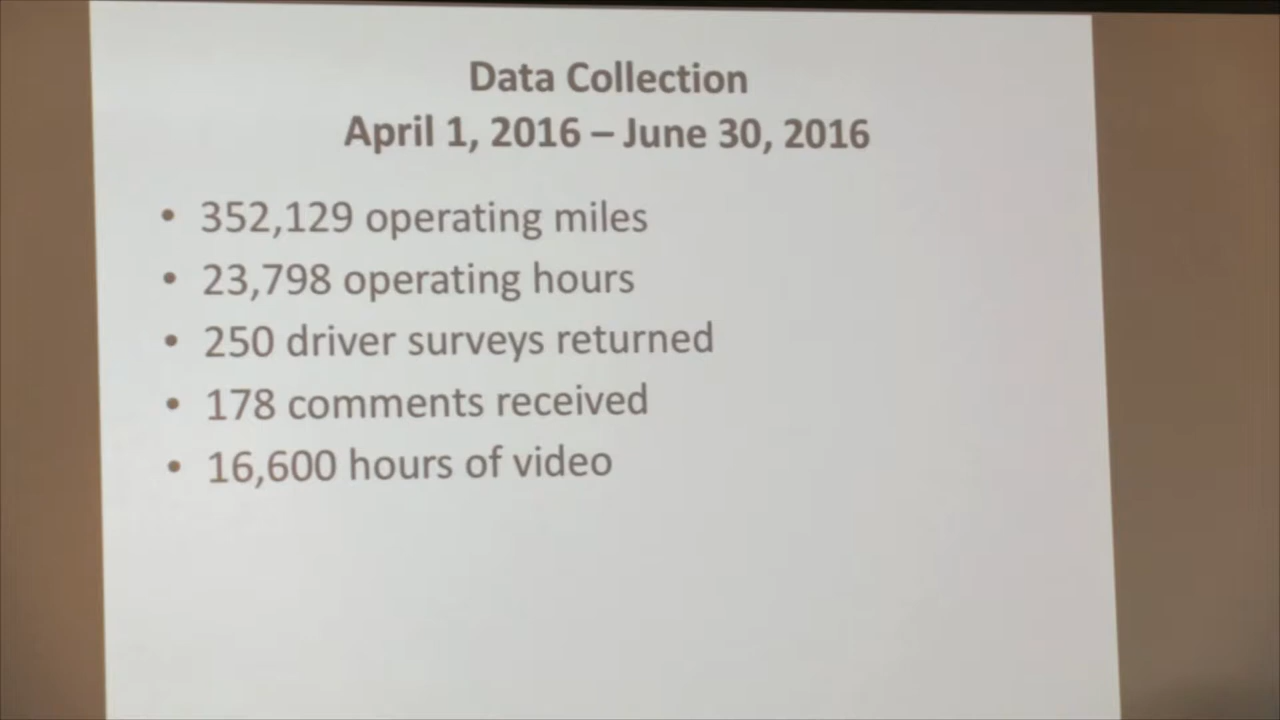 Data Collection
April 1, 2016 – June 30, 2016
• 352,129 operating miles
• 23,798 operating hours
• 250 driver surveys returned
• 178 comments received
• 16,600 hours of video